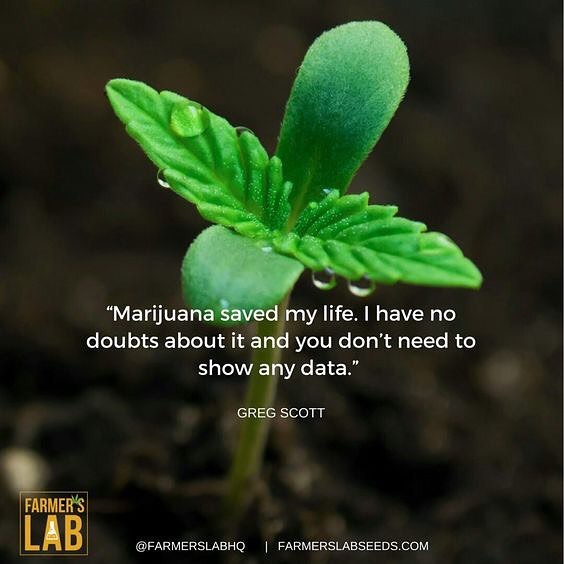 “Marijuana saved my life. I have no
doubts about it and you don’t need to
show any data.”
GREG SCOTT
FARMER'S
LAB
@FARMERSLABHQ | FARMERSLABSEEDS.COM